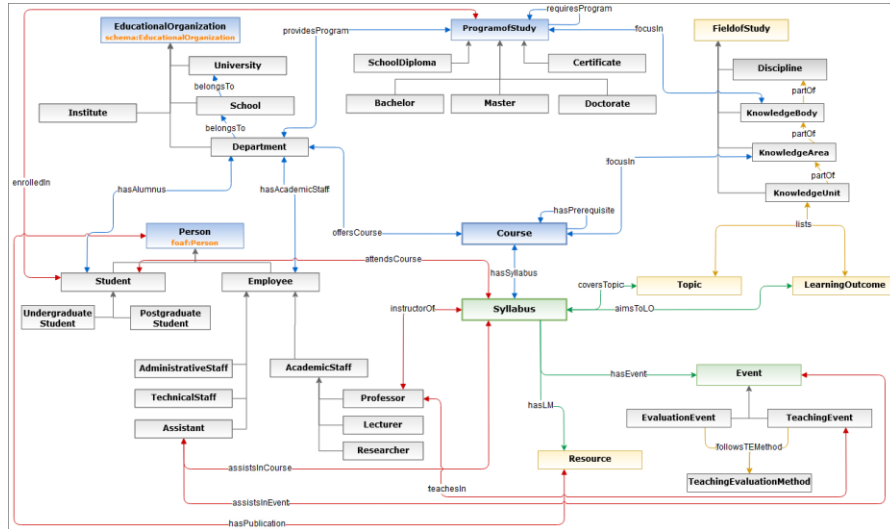 requiresProgram
EducationalOrganization
schema:EducationalOrganization
providesProgram
ProgramofStudy
focusIn
FieldofStudy
University
SchoolDiploma
Certificate
Discipline
belongsTo
partOf
Institute
School
Bachelor
Master
Doctorate
KnowledgeBody
belongsTo
partOf
Department
KnowledgeArea
focusIn
partOf
enrolledIn
hasAlumnus
hasAcademicStaff
KnowledgeUnit
hasPrerequisite
lists
Person
foaf:Person
offersCourse
Course
attendsCourse
hasSyllabus
Student
Employee
coversTopic
Topic
LearningOutcome
Undergraduate
Student
Postgraduate
Student
instructorOf
Syllabus
aimsToLO
AdministrativeStaff
AcademicStaff
hasEvent
Event
TechnicalStaff
Professor
hasLM
EvaluationEvent
TeachingEvent
Assistant
Lecturer
Researcher
followsTEMethod
assistsInCourse
Resource
teachesIn
TeachingEvaluationMethod
assistsInEvent
hasPublication